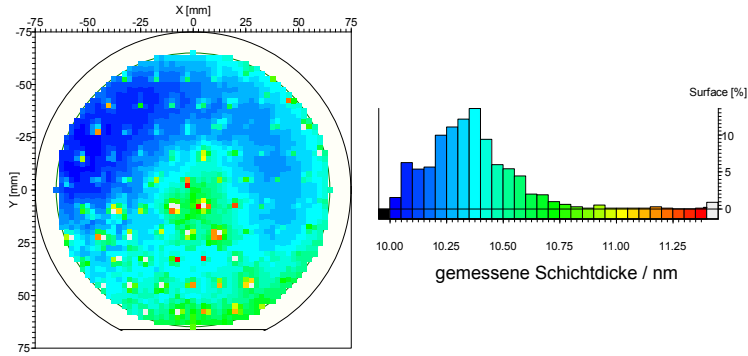 X [mm]
-75 -50 -25 0 25 50 75
Y [mm]
-75
-50
-25
0
25
50
75
Surface [%]
10
5
0
10.00 10.25 10.50 10.75 11.00 11.25
gemessene Schichtdicke / nm